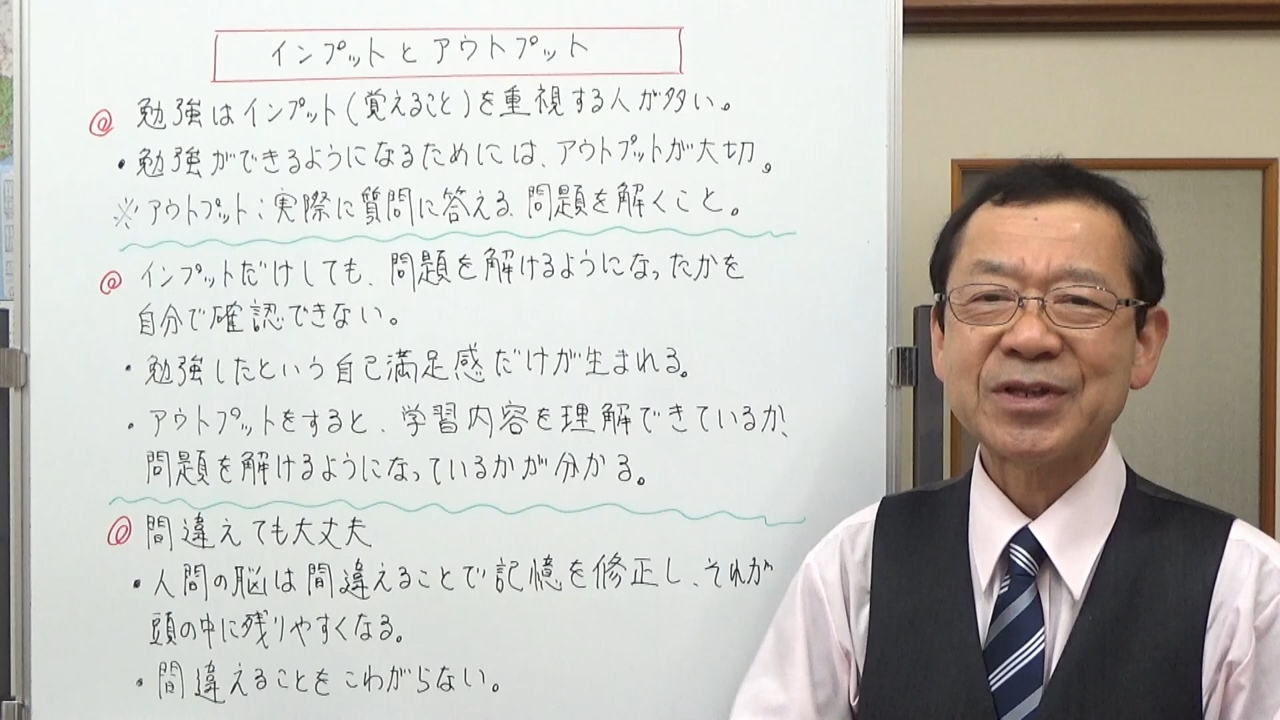 インプットとアウトプット
@ 勉強はインプット(覚えること)を重視する人が多い。
・勉強ができるようになるためには、アウトプットが大切。
※アウトプット:実際に質問に答える、問題を解くこと。
@ インプットだけしても、問題を解けるようになったかを
自分で確認できない。
・勉強したという自己満足感だけが生まれる。
・アウトプットをすると、学習内容を理解できているか、
問題を解けるようになっているかが分かる。
@ 間違えても大丈夫
・人間の脳は間違えることで記憶を修正し、それが
頭の中に残りやすくなる。
・間違えることをこわがらない。